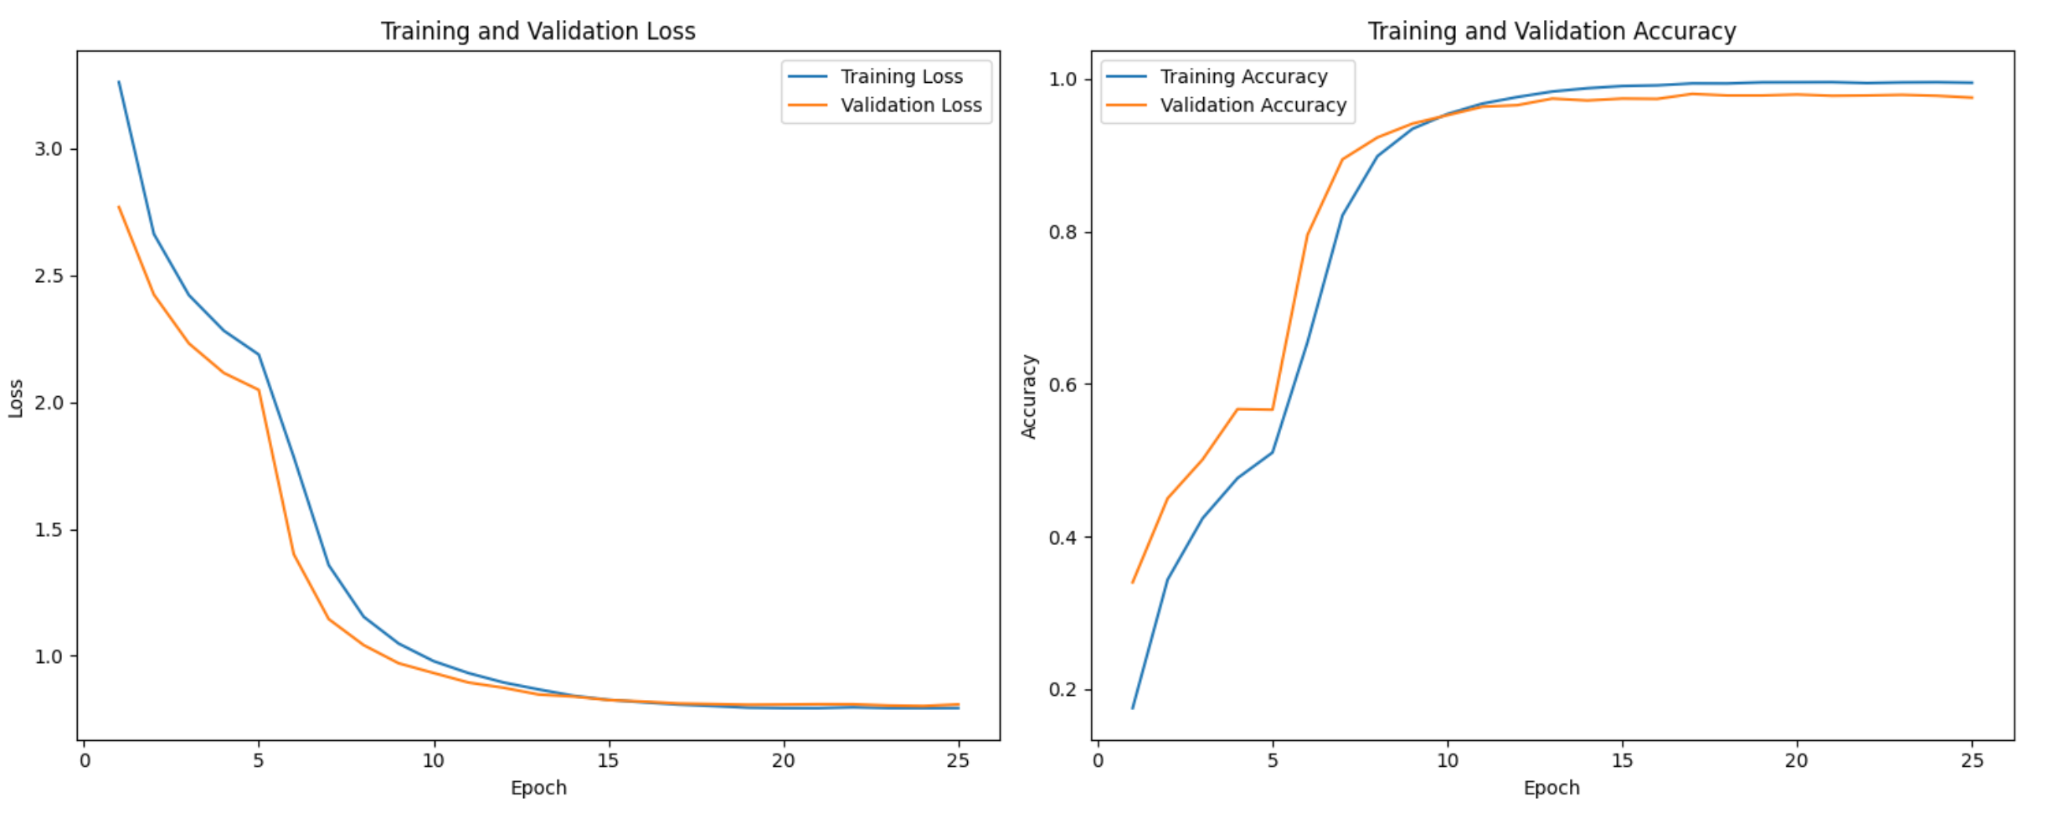 Training and Validation Loss
Training Loss
Validation Loss
3.0
2.5
2.0
1.5
1.0
Loss
0 5 10 15 20 25
Epoch
Training and Validation Accuracy
Training Accuracy
Validation Accuracy
1.0
0.8
0.6
0.4
0.2
Accuracy
0 5 10 15 20 25
Epoch